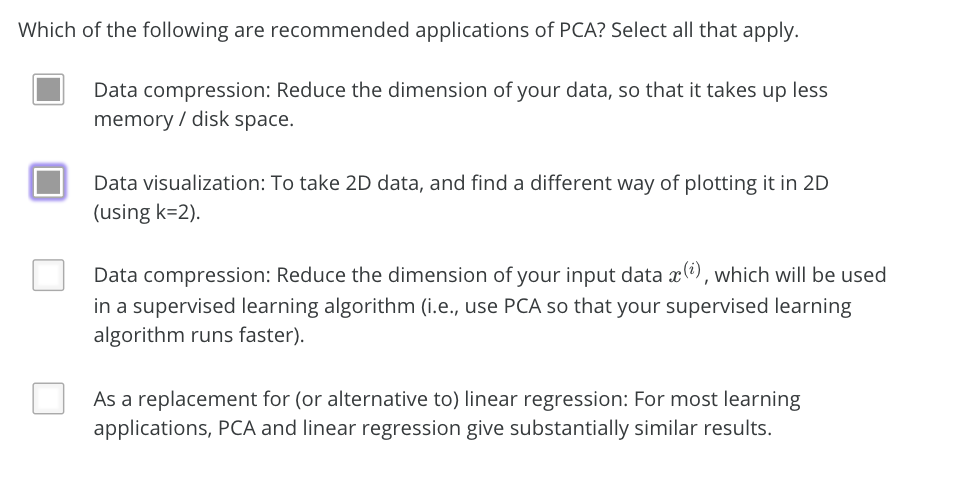 Which of the following are recommended applications of PCA? Select all that apply.
Data compression: Reduce the dimension of your data, so that it takes up less
memory / disk space.
Data visualization: To take 2D data, and find a different way of plotting it in 2D
(using k=2).
Data compression: Reduce the dimension of your input data x⁽ⁱ⁾, which will be used
in a supervised learning algorithm (i.e., use PCA so that your supervised learning
algorithm runs faster).
As a replacement for (or alternative to) linear regression: For most learning
applications, PCA and linear regression give substantially similar results.